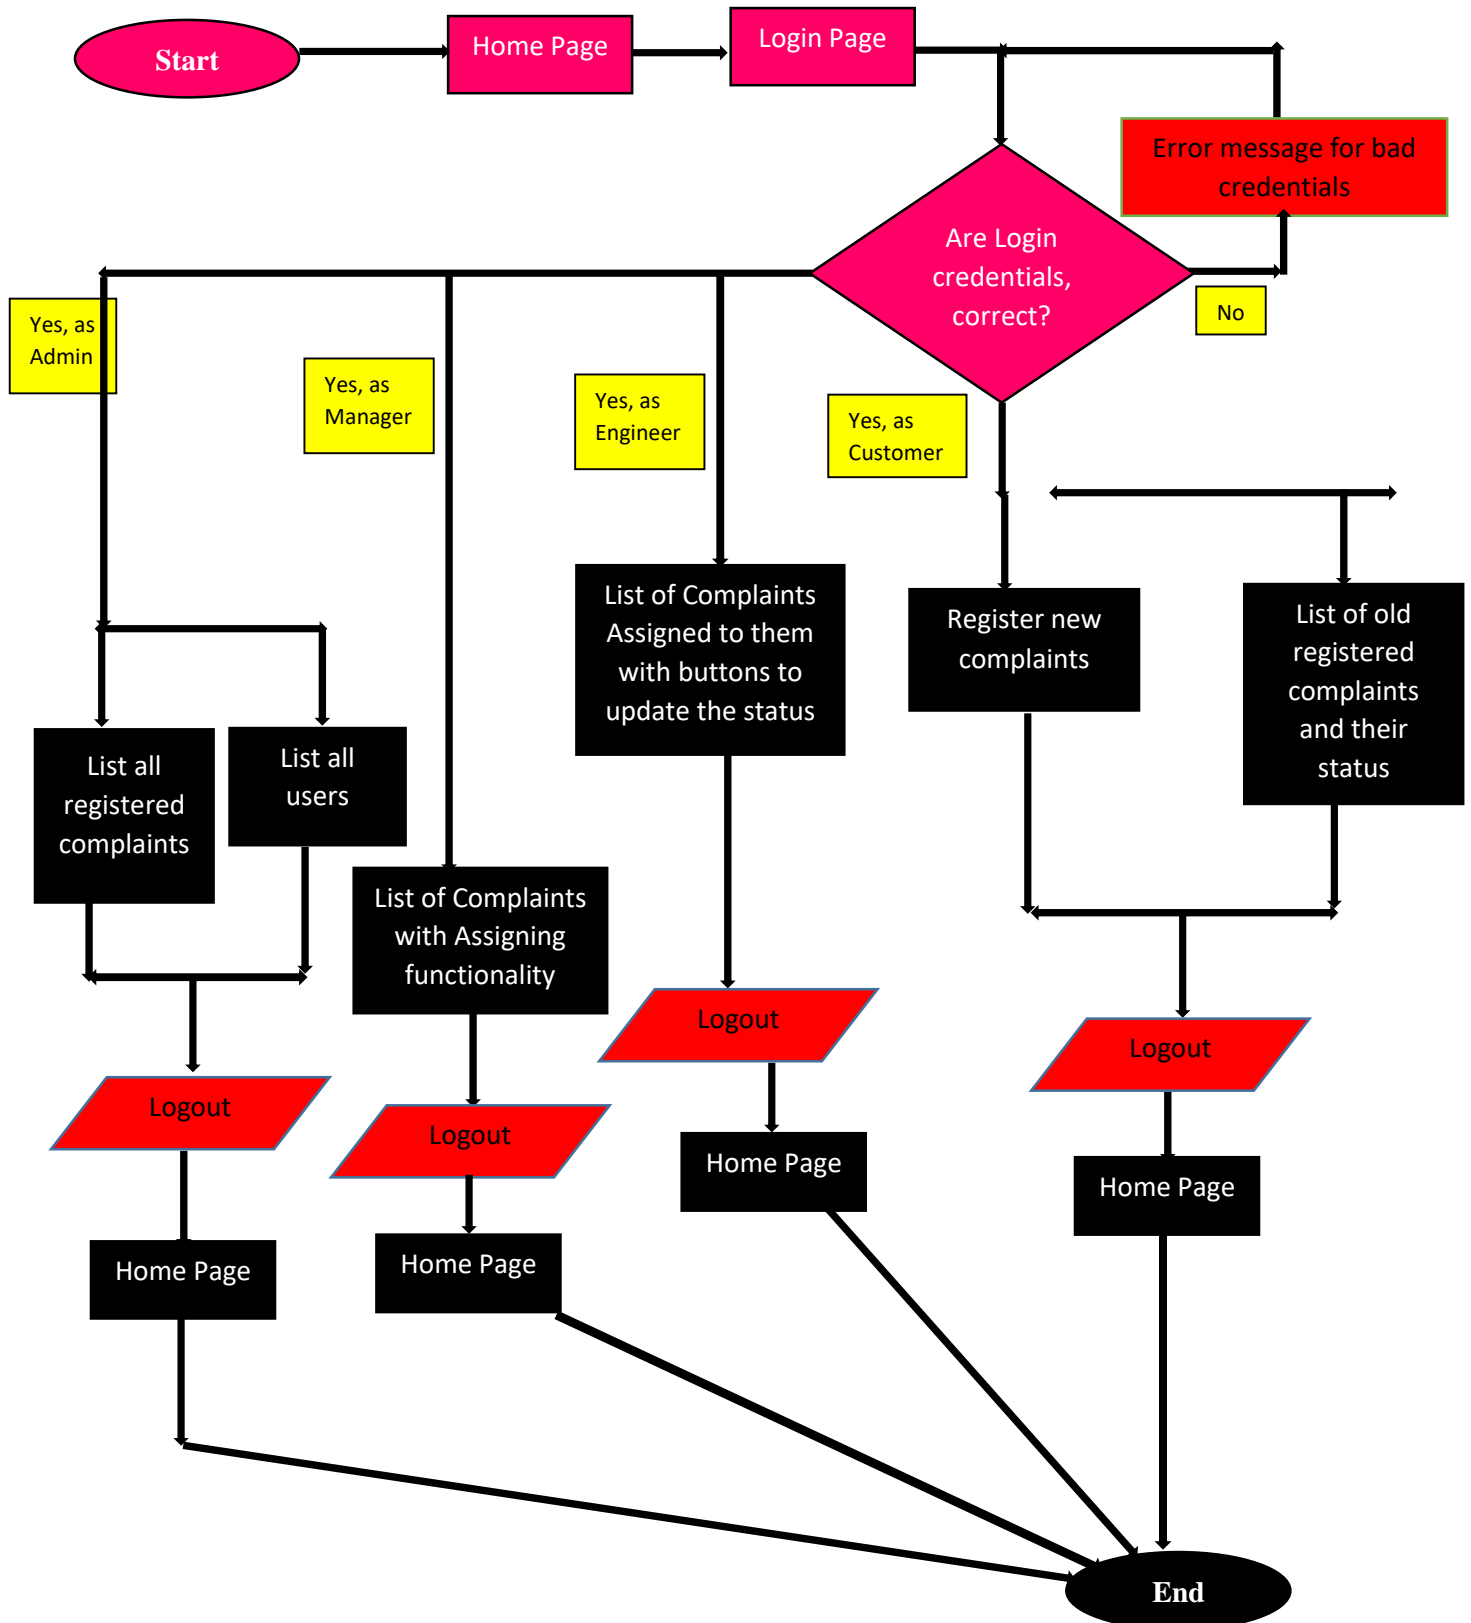 Start
Home Page
Login Page
Error message for bad
credentials
Are Login
credentials,
correct?
No
Yes, as
Admin
Yes, as
Manager
Yes, as
Engineer
Yes, as
Customer
List of Complaints
Assigned to them
with buttons to
update the status
Register new
complaints
List of old
registered
complaints
and their
status
List all
registered
complaints
List all
users
List of Complaints
with Assigning
functionality
Logout
Logout
Logout
Logout
Home Page
Home Page
Home Page
Home Page
End